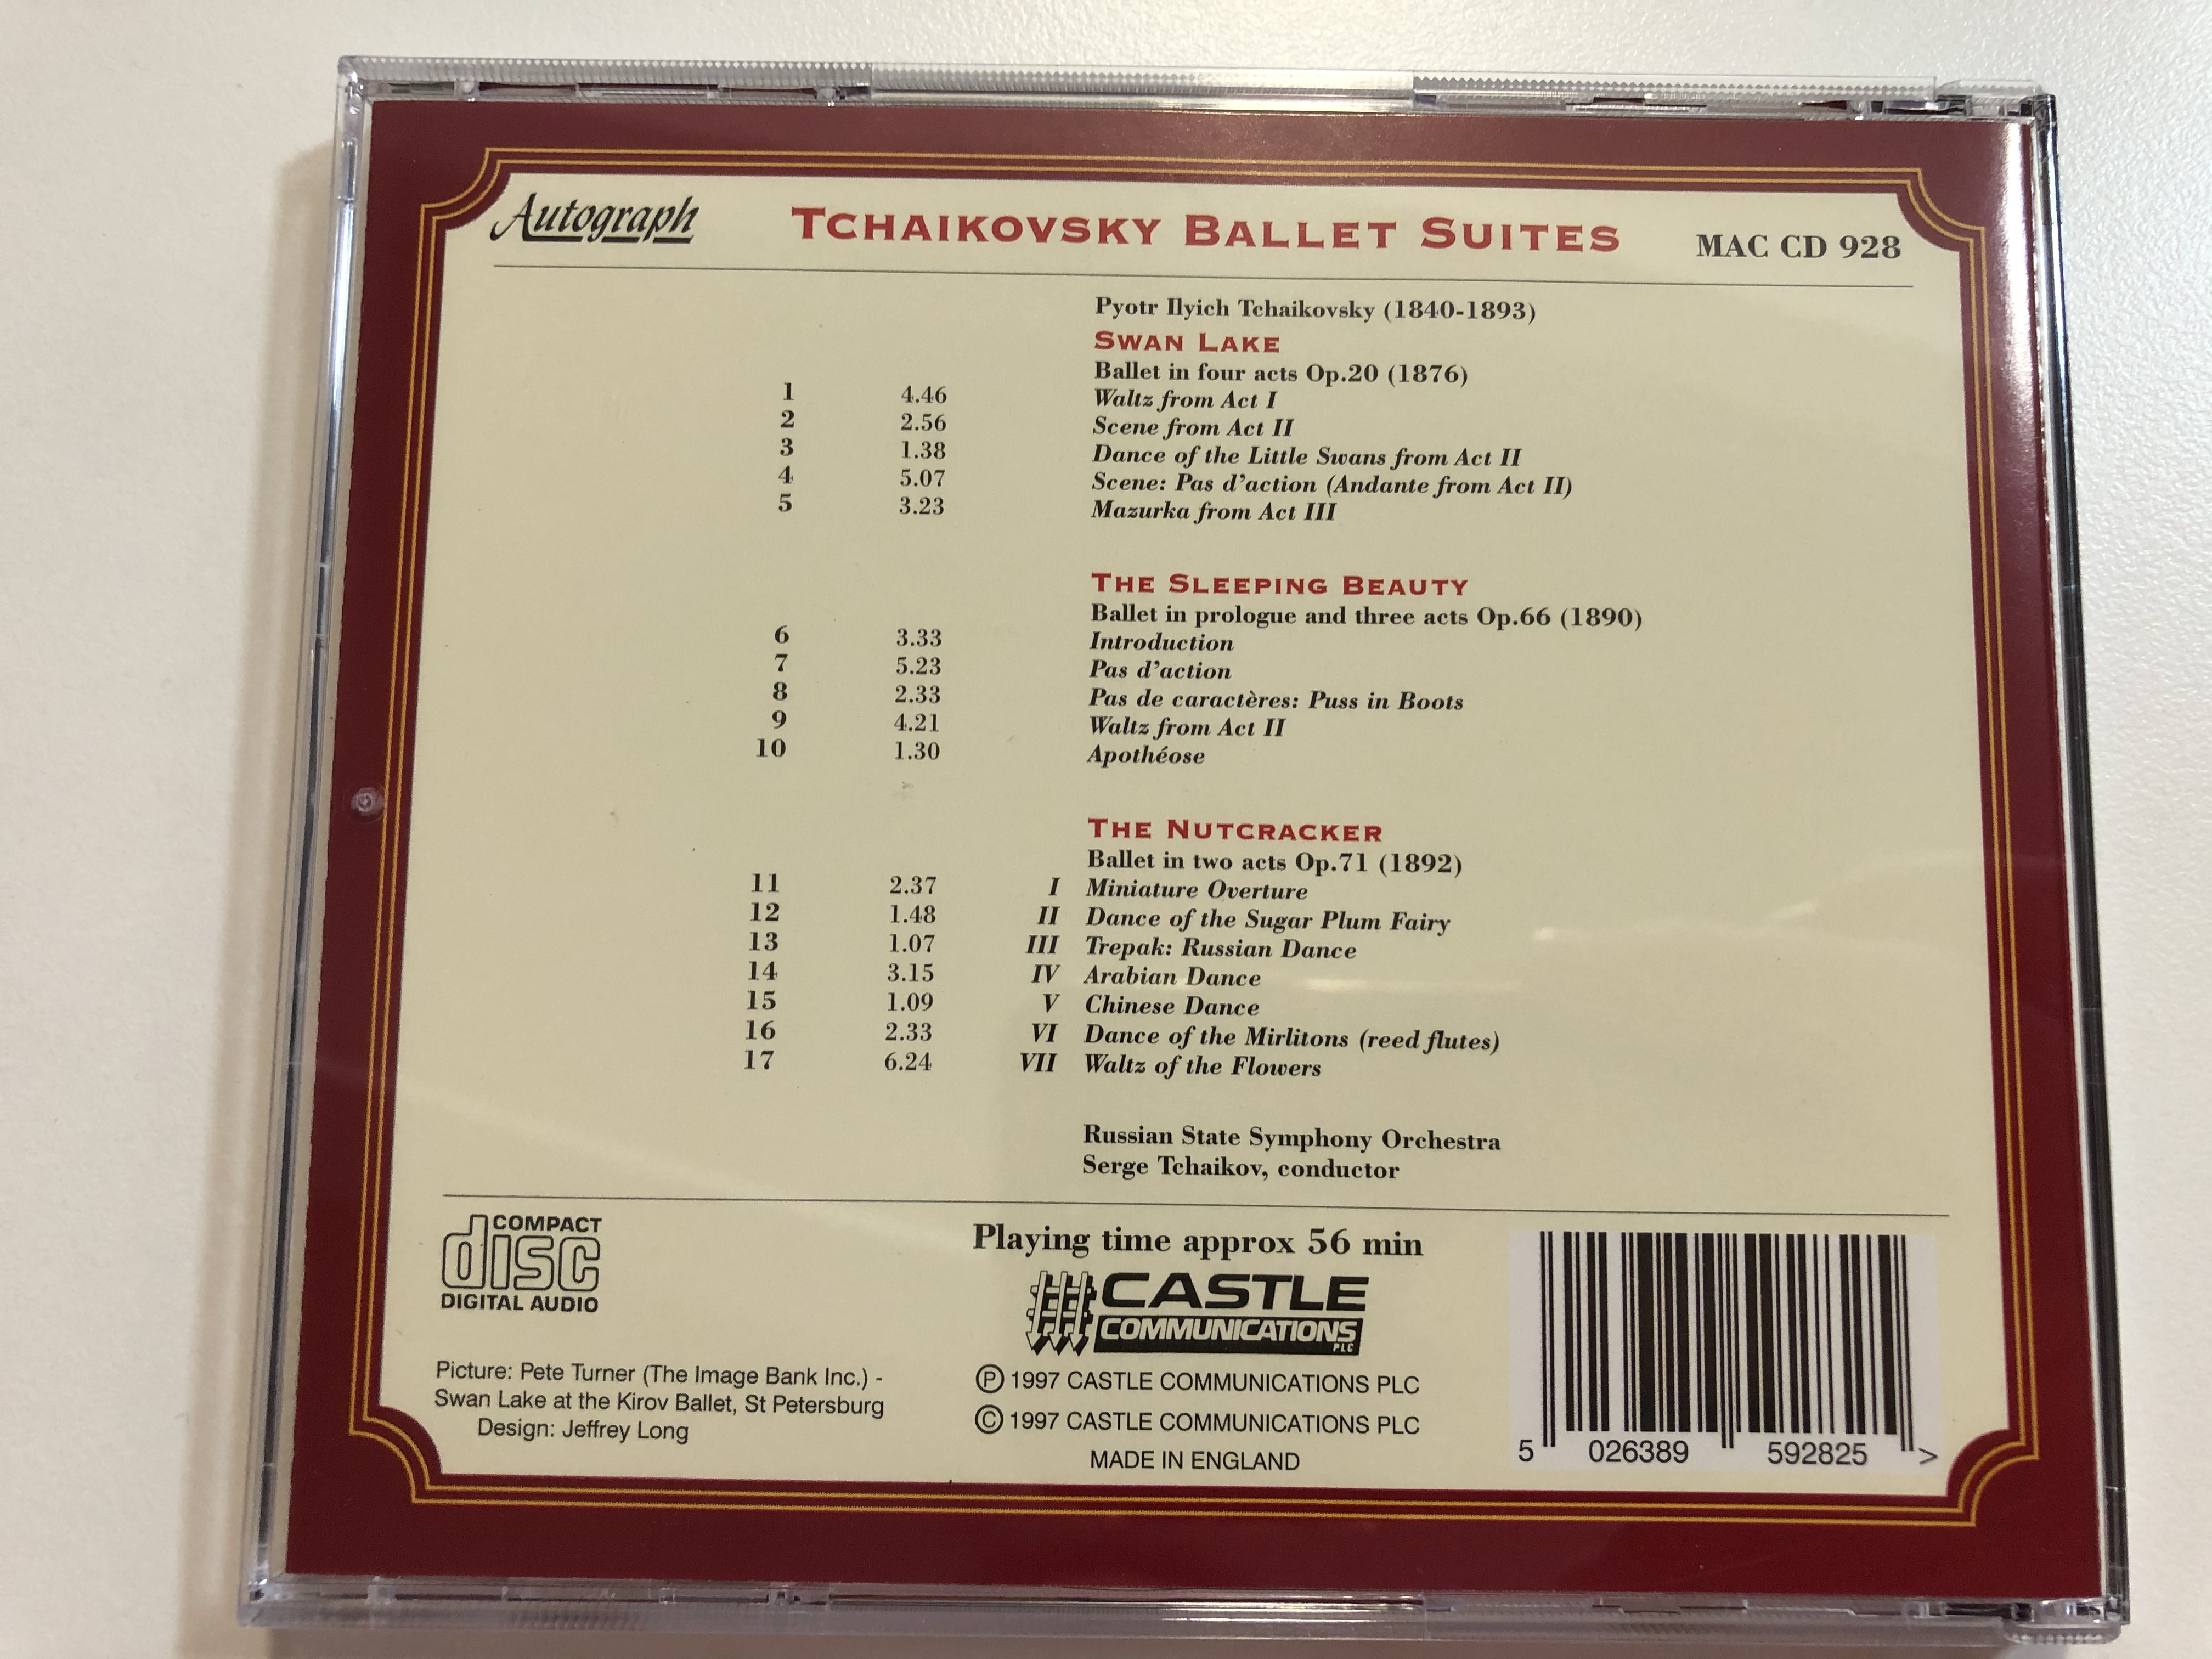 Autograph TCHAIKOVSKY BALLET SUITES MAC CD 928
Pyotr Ilyich Tchaikovsky (1840-1893)
SWAN LAKE
Ballet in four acts Op.20 (1876)
1 4.46 Waltz from Act I
2 2.56 Scene from Act II
3 1.38 Dance of the Little Swans from Act II
4 5.07 Scene: Pas d'action (Andante from Act II)
5 3.23 Mazurka from Act III
THE SLEEPING BEAUTY
Ballet in prologue and three acts Op.66 (1890)
6 3.33 Introduction
7 5.23 Pas d'action
8 2.33 Pas de caractères: Puss in Boots
9 4.21 Waltz from Act II
10 1.30 Apothéose
THE NUTCRACKER
Ballet in two acts Op.71 (1892)
11 2.37 I Miniature Overture
12 1.48 II Dance of the Sugar Plum Fairy
13 1.07 III Trepak: Russian Dance
14 3.15 IV Arabian Dance
15 1.09 V Chinese Dance
16 2.33 VI Dance of the Mirlitons (reed flutes)
17 6.24 VII Waltz of the Flowers
Russian State Symphony Orchestra
Serge Tchaikov, conductor
COMPACT
disc
DIGITAL AUDIO
Picture: Pete Turner (The Image Bank Inc.) -
Swan Lake at the Kirov Ballet, St Petersburg
Design: Jeffrey Long
Playing time approx 56 min
CASTLE
COMMUNICATIONS
PLC
Ⓟ 1997 CASTLE COMMUNICATIONS PLC
© 1997 CASTLE COMMUNICATIONS PLC
MADE IN ENGLAND
5 026389 592825 >